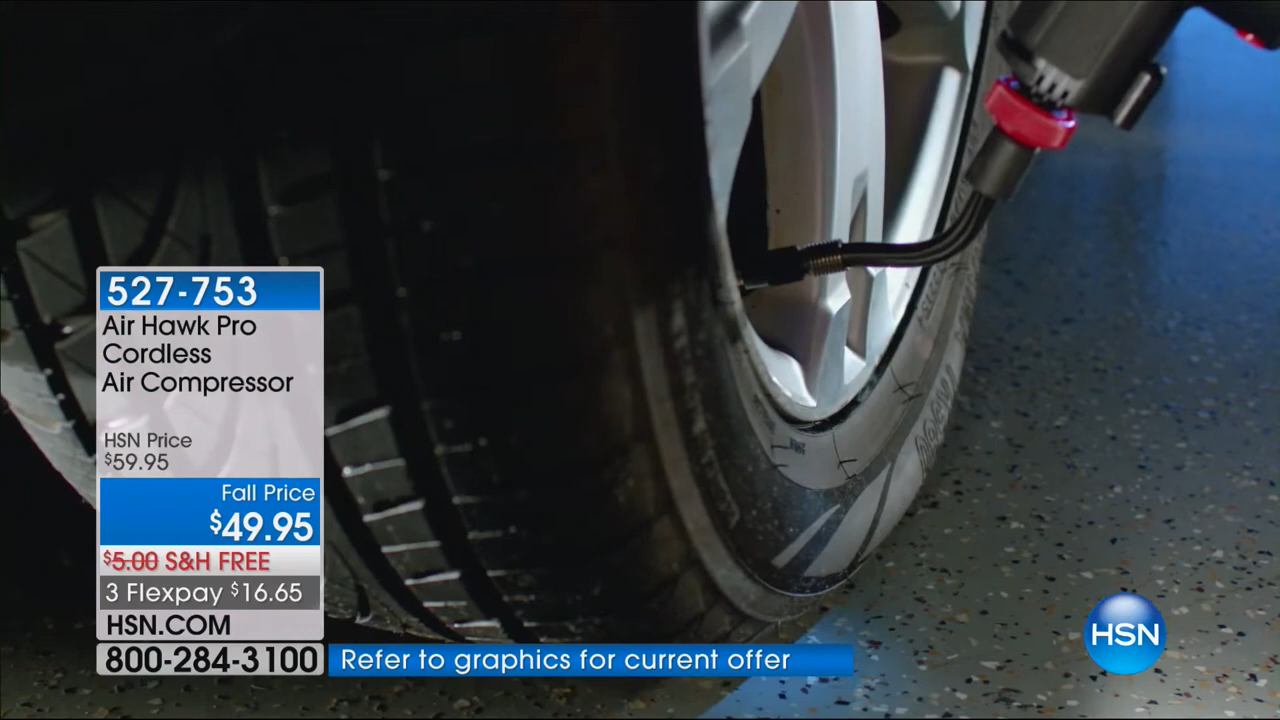 527-753
Air Hawk Pro
Cordless
Air Compressor
HSN Price
$59.95
Fall Price
$49.95
$5.00 S&H FREE
3 Flexpay $16.65
HSN.COM
800-284-3100
Refer to graphics for current offer
HSN